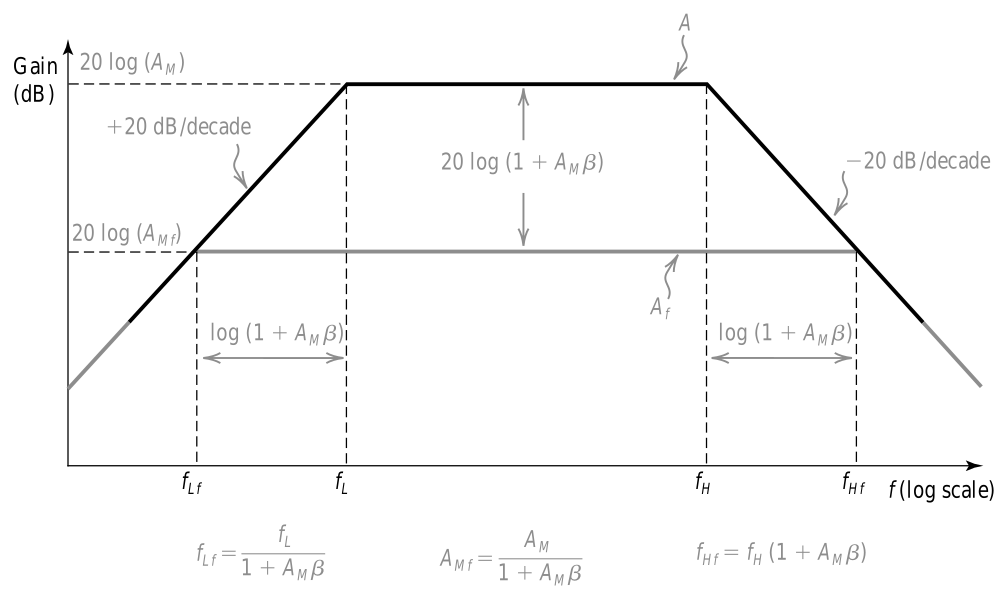 A
Gain
(dB)
20 log (A_M)
+20 dB/decade
20 log (1 + A_M β)
−20 dB/decade
20 log (A_Mf)
A_f
log (1 + A_M β)
log (1 + A_M β)
f_Lf
f_L
f_H
f_Hf
f (log scale)
f_Lf = f_L / (1 + A_M β)
A_Mf = A_M / (1 + A_M β)
f_Hf = f_H (1 + A_M β)